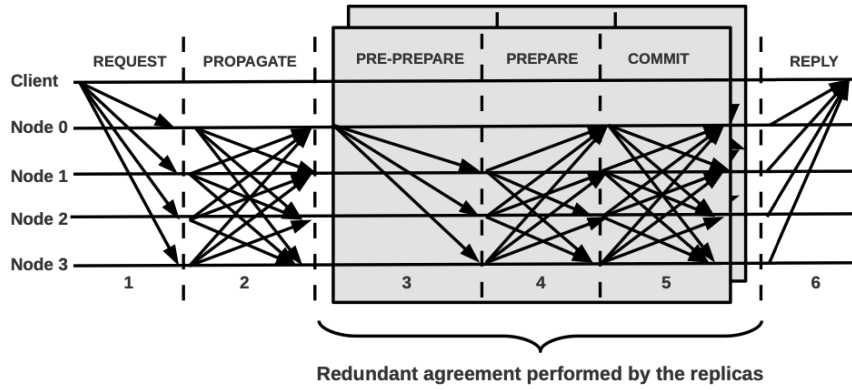 REQUEST PROPAGATE PRE-PREPARE PREPARE COMMIT REPLY
Client
Node 0
Node 1
Node 2
Node 3
1 2 3 4 5 6
Redundant agreement performed by the replicas